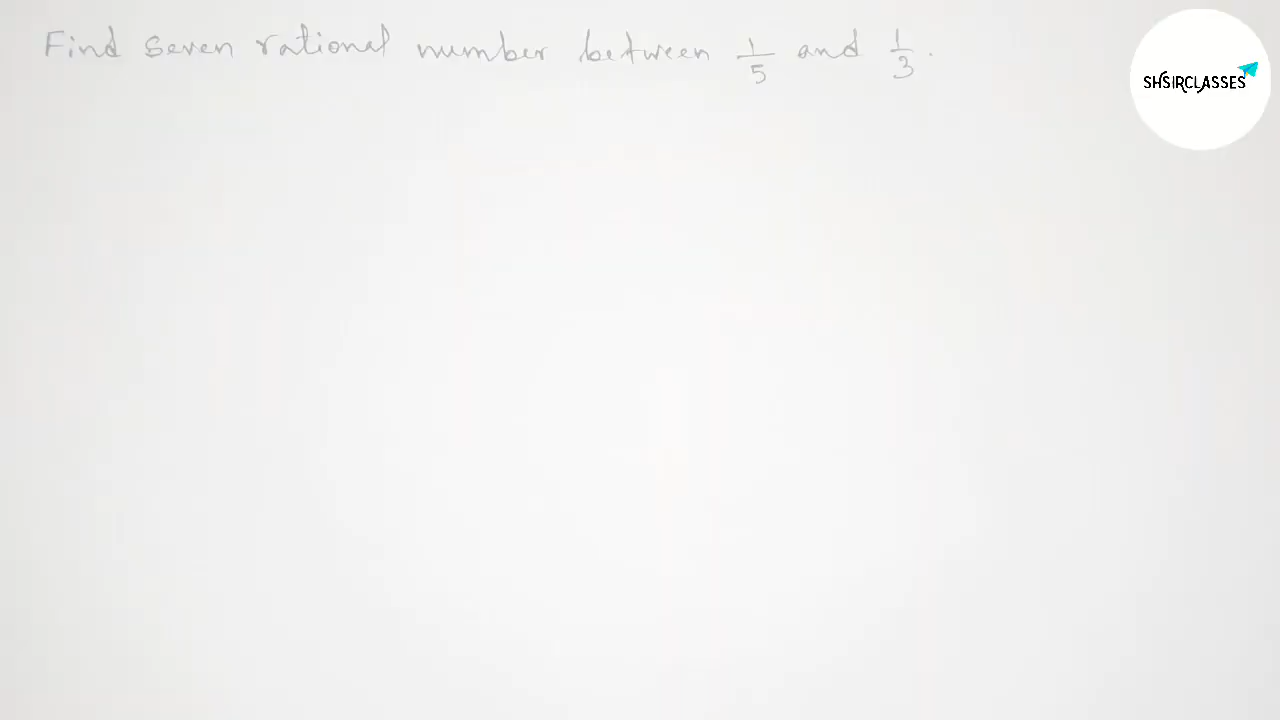 Find seven rational number between 1/5 and 1/3.
SHSIRCLASSES